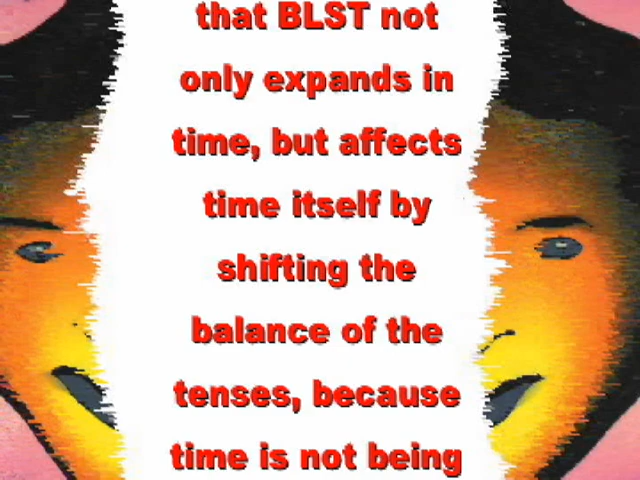 that BLST not
only expands in
time, but affects
time itself by
shifting the
balance of the
tenses, because
time is not being